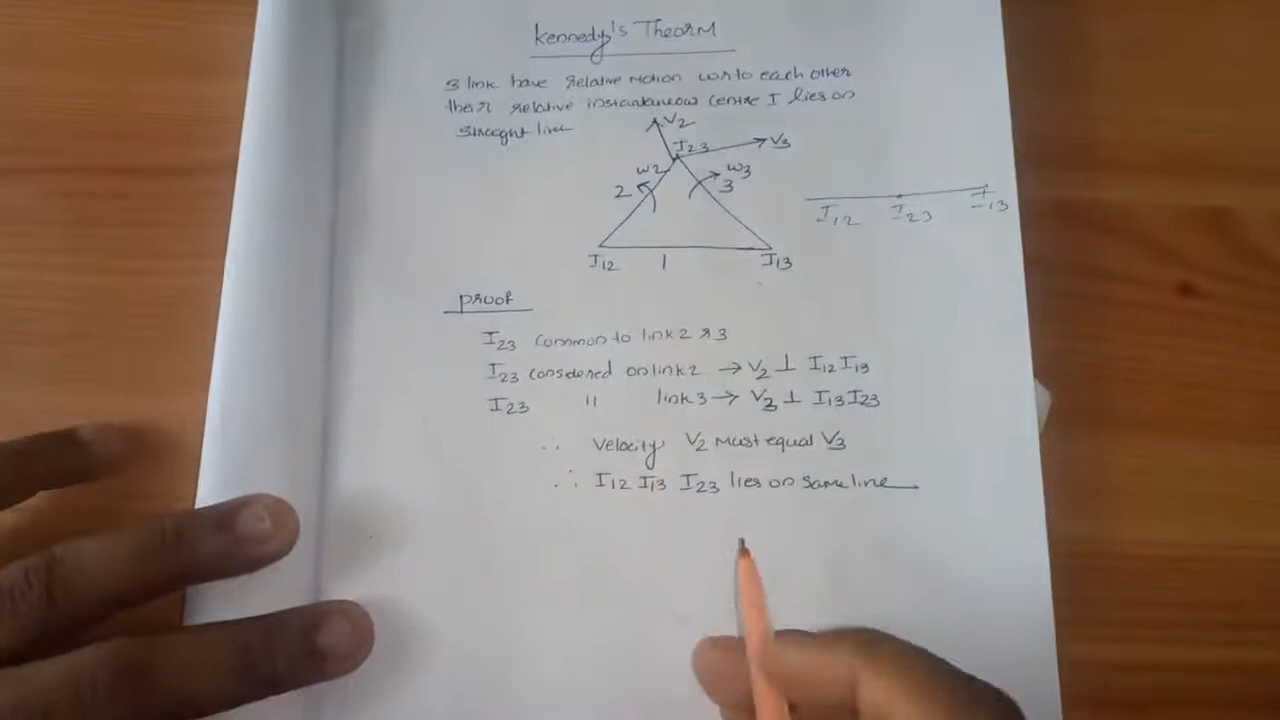 Kennedy's Theorm
3 link have relative motion wrto each other
their relative instantaneou centre I lies on
straight line
V2
I23
V3
w2
w3
2
3
I12
I23
I13
I12
1
I13
proof
I23 Common to link 2 & 3
I23 considered on link 2 → V2 ⊥ I12 I13
I23 〃 link 3 → V3 ⊥ I13 I23
∴ Velocity V2 must equal V3
∴ I12 I13 I23 lies on same line